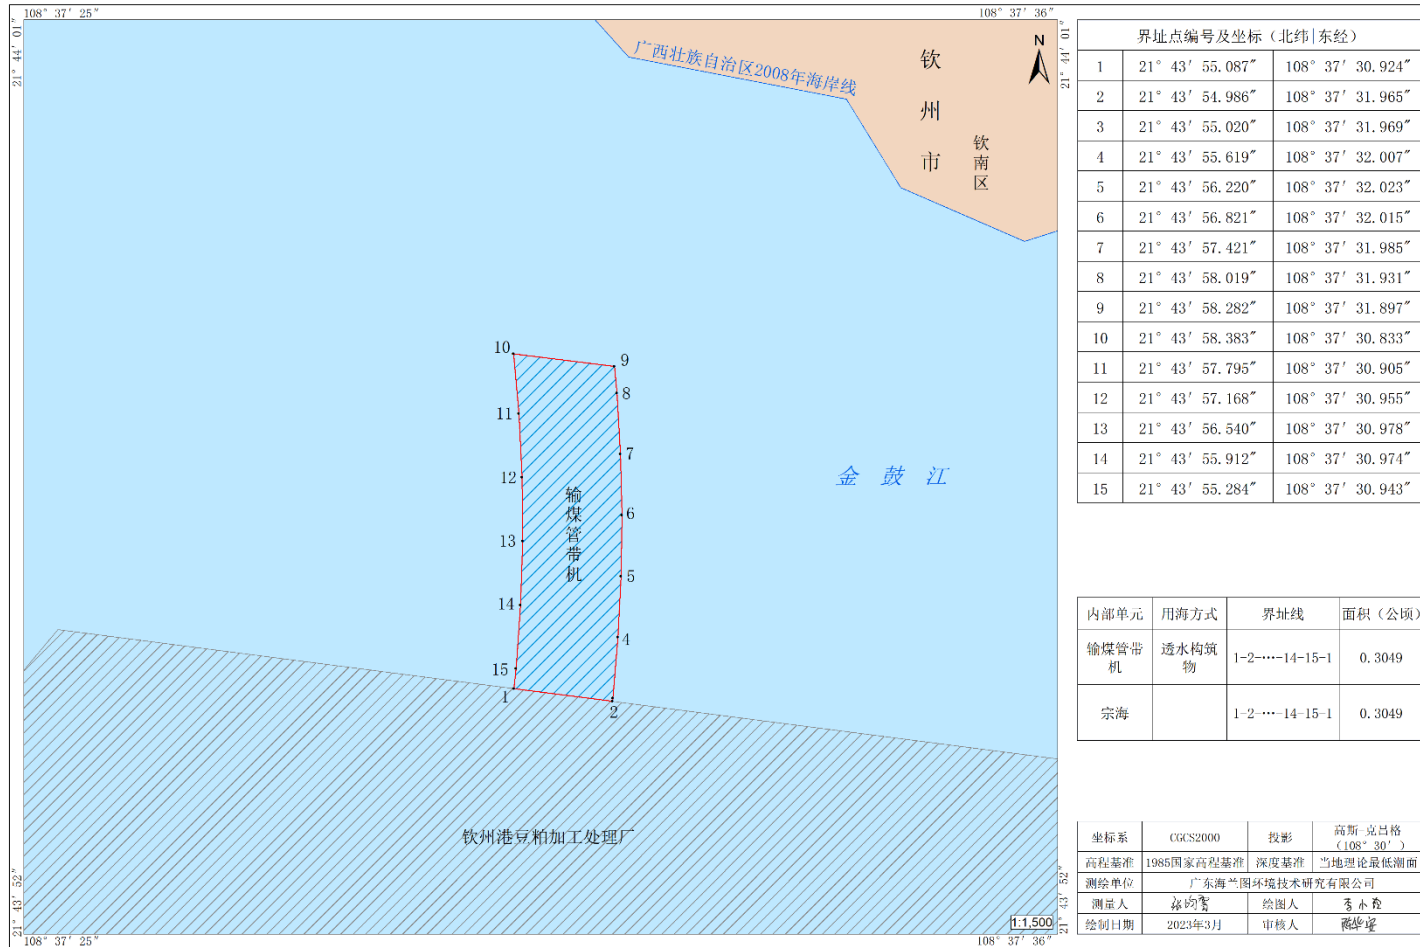 108° 37′ 25″
108° 37′ 36″
21° 44′ 01″
21° 44′ 01″
N
广西壮族自治区2008年海岸线
钦州市
钦南区
10
9
8
11
7
12
金鼓江
输煤管带机
6
13
5
14
4
15
1
2
钦州港豆粕加工处理厂
21° 43′ 52″
21° 43′ 52″
1:1,500
108° 37′ 25″
108° 37′ 36″
界址点编号及坐标（北纬|东经）
1 21° 43′ 55.087″ 108° 37′ 30.924″
2 21° 43′ 54.986″ 108° 37′ 31.965″
3 21° 43′ 55.020″ 108° 37′ 31.969″
4 21° 43′ 55.619″ 108° 37′ 32.007″
5 21° 43′ 56.220″ 108° 37′ 32.023″
6 21° 43′ 56.821″ 108° 37′ 32.015″
7 21° 43′ 57.421″ 108° 37′ 31.985″
8 21° 43′ 58.019″ 108° 37′ 31.931″
9 21° 43′ 58.282″ 108° 37′ 31.897″
10 21° 43′ 58.383″ 108° 37′ 30.833″
11 21° 43′ 57.795″ 108° 37′ 30.905″
12 21° 43′ 57.168″ 108° 37′ 30.955″
13 21° 43′ 56.540″ 108° 37′ 30.978″
14 21° 43′ 55.912″ 108° 37′ 30.974″
15 21° 43′ 55.284″ 108° 37′ 30.943″
内部单元 用海方式 界址线 面积（公顷）
输煤管带机 透水构筑物 1-2-…-14-15-1 0.3049
宗海 1-2-…-14-15-1 0.3049
坐标系 CGCS2000 投影 高斯-克吕格（108° 30′）
高程基准 1985国家高程基准 深度基准 当地理论最低潮面
测绘单位 广东海兰图环境技术研究有限公司
测量人 绘图人
绘制日期 2023年3月 审核人